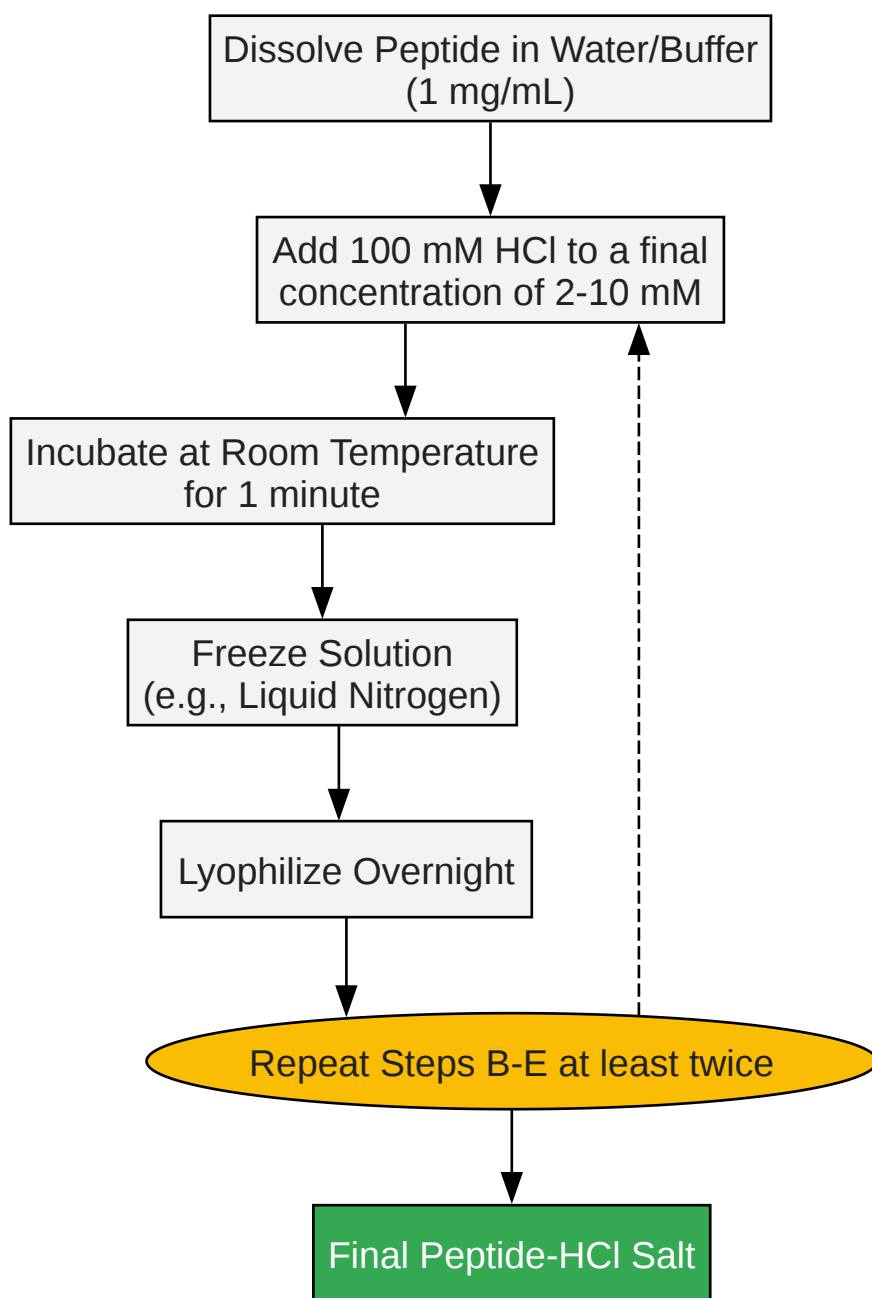 Dissolve Peptide in Water/Buffer
(1 mg/mL)
Add 100 mM HCl to a final
concentration of 2-10 mM
Incubate at Room Temperature
for 1 minute
Freeze Solution
(e.g., Liquid Nitrogen)
Lyophilize Overnight
Repeat Steps B-E at least twice
Final Peptide-HCl Salt